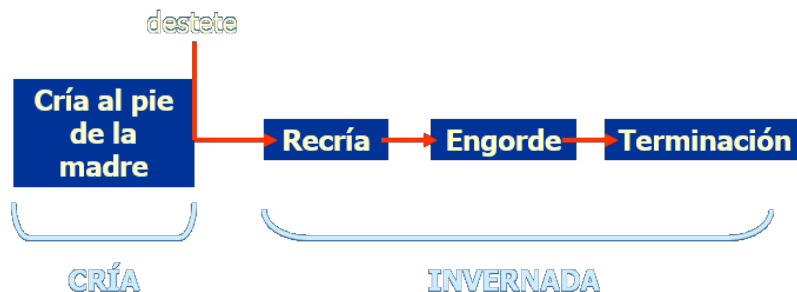 destete
Cría al pie
de la
madre
Recría
Engorde
Terminación
CRÍA
INVERNADA